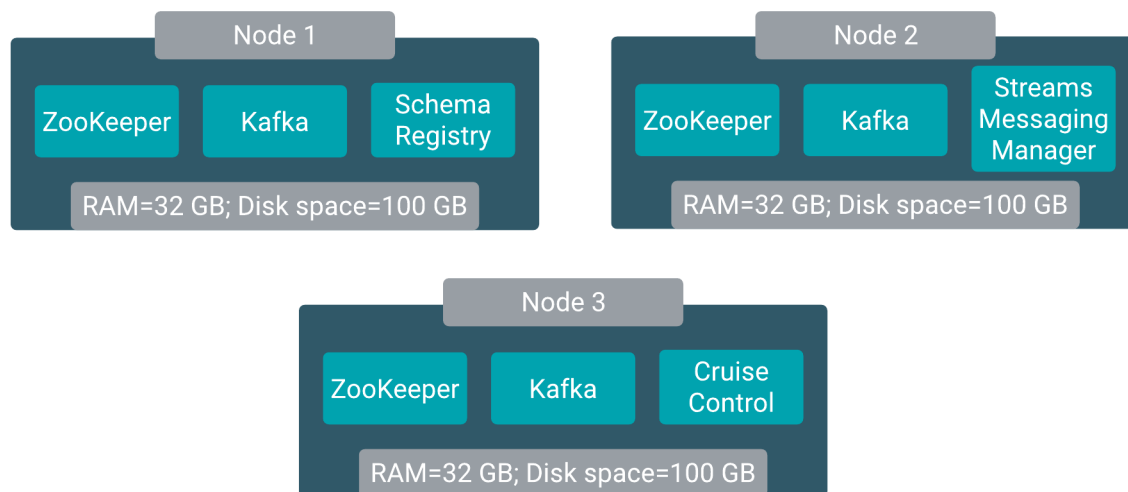 Node 1
ZooKeeper
Kafka
Schema
Registry
RAM=32 GB; Disk space=100 GB
Node 2
ZooKeeper
Kafka
Streams
Messaging
Manager
RAM=32 GB; Disk space=100 GB
Node 3
ZooKeeper
Kafka
Cruise
Control
RAM=32 GB; Disk space=100 GB